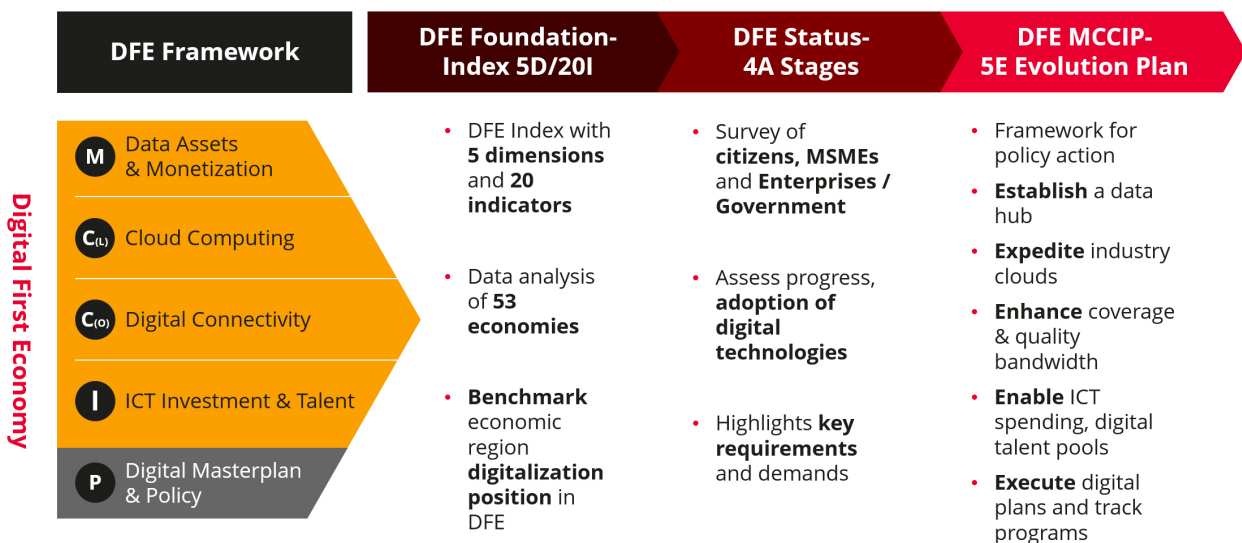 DFE Framework
DFE Foundation-
Index 5D/20I
DFE Status-
4A Stages
DFE MCCIP-
5E Evolution Plan
Digital First Economy
M
Data Assets
& Monetization
C(L)
Cloud Computing
C(O)
Digital Connectivity
I
ICT Investment & Talent
P
Digital Masterplan
& Policy
• DFE Index with
5 dimensions
and 20
indicators
• Data analysis
of 53
economies
• Benchmark
economic
region
digitalization
position in
DFE
• Survey of
citizens, MSMEs
and Enterprises /
Government
• Assess progress,
adoption of
digital
technologies
• Highlights key
requirements
and demands
• Framework for
policy action
• Establish a data
hub
• Expedite industry
clouds
• Enhance coverage
& quality
bandwidth
• Enable ICT
spending, digital
talent pools
• Execute digital
plans and track
programs